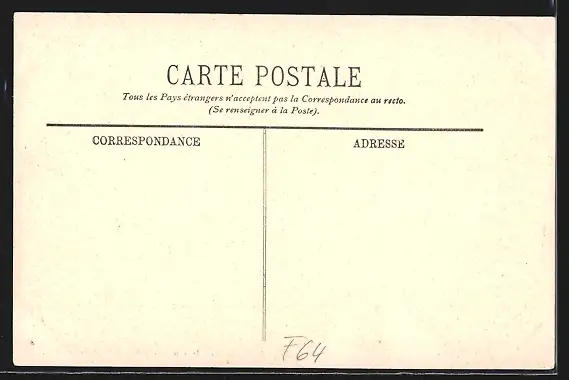 CARTE POSTALE
Tous les Pays étrangers n'acceptent pas la Correspondance au recto.
(Se renseigner à la Poste).
CORRESPONDANCE
ADRESSE
F64